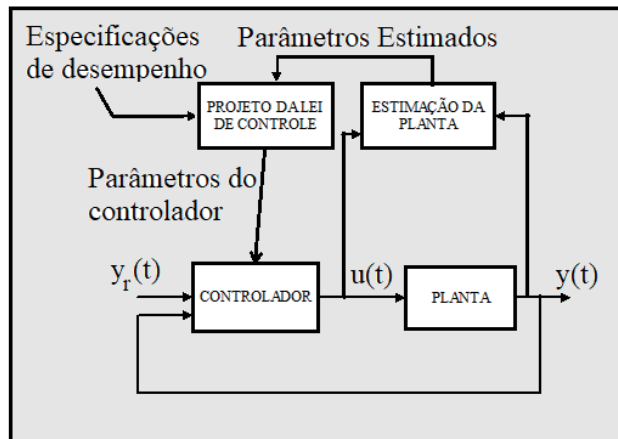 Especificações
de desempenho
Parâmetros Estimados
PROJETO DA LEI
DE CONTROLE
ESTIMAÇÃO DA
PLANTA
Parâmetros do
controlador
y_r(t)
CONTROLADOR
u(t)
PLANTA
y(t)